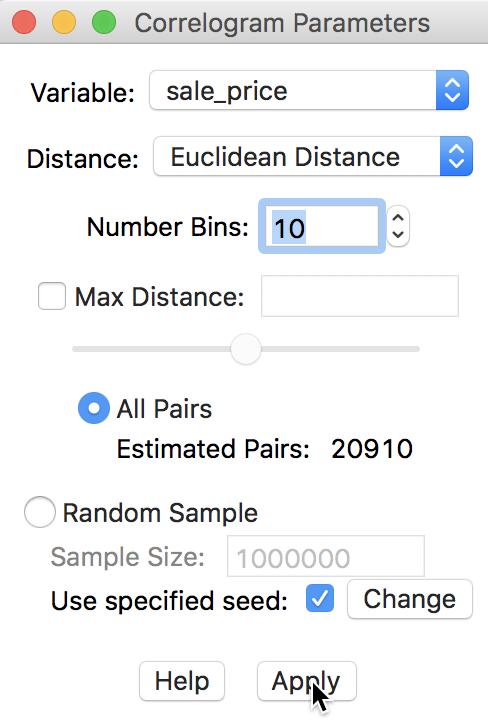 Correlogram Parameters
Variable: sale_price
Distance: Euclidean Distance
Number Bins: 10
Max Distance:
All Pairs
Estimated Pairs: 20910
Random Sample
Sample Size: 1000000
Use specified seed: Change
Help Apply